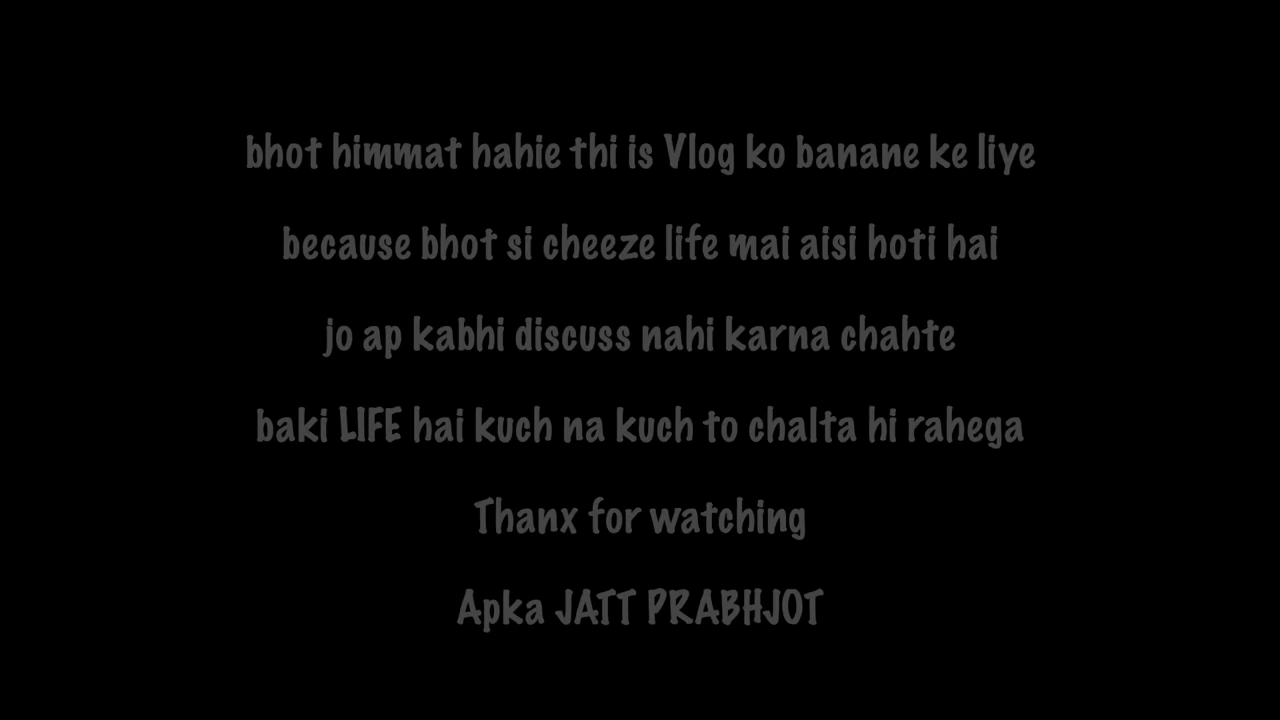 bhot himmat hahie thi is Vlog ko banane ke liye
because bhot si cheeze life mai aisi hoti hai
jo ap kabhi discuss nahi karna chahte
baki LIFE hai kuch na kuch to chalta hi rahega
Thanx for watching
Apka JATT PRABHJOT